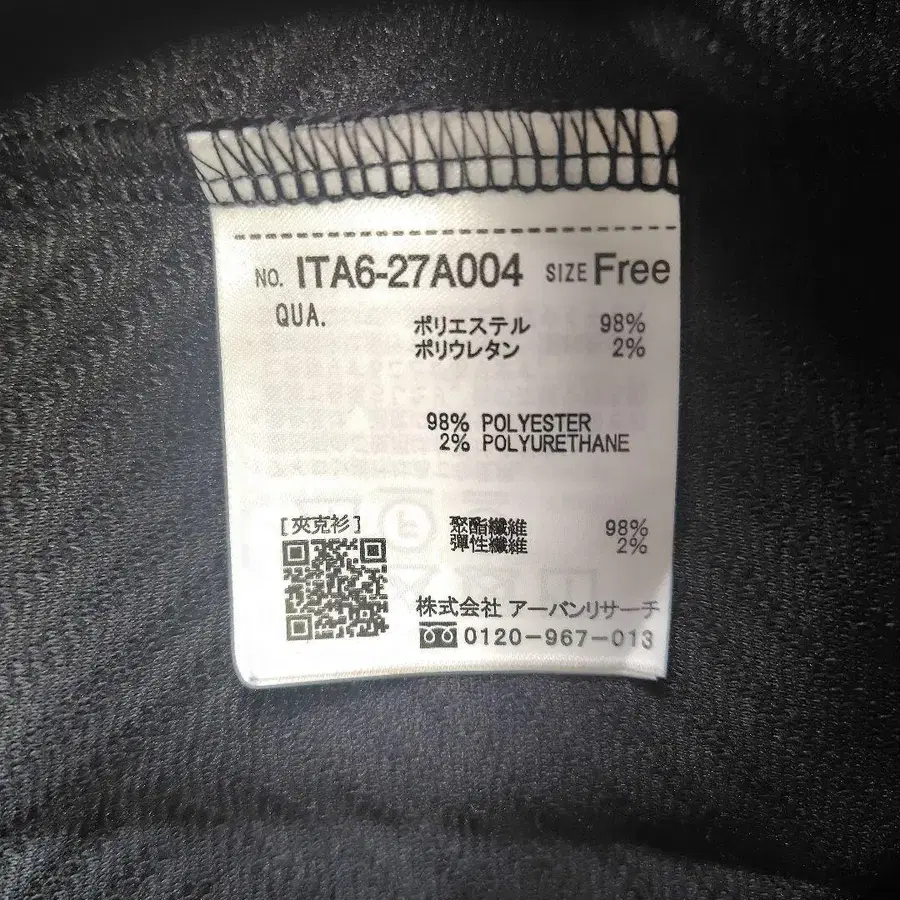 NO. ITA6-27A004 SIZE Free
QUA.
ポリエステル 98%
ポリウレタン 2%
98% POLYESTER
2% POLYURETHANE
[夾克衫]
聚酯纖維 98%
彈性纖維 2%
株式会社 アーバンリサーチ
0120-967-013